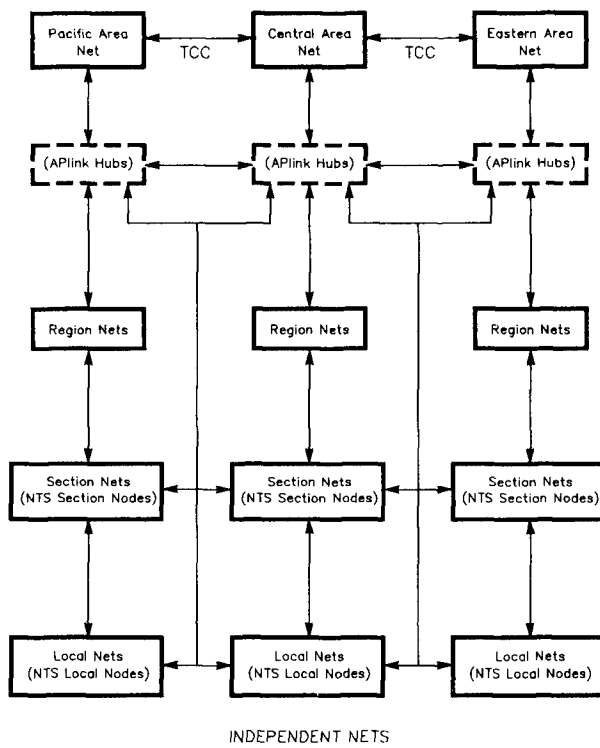 Pacific Area
Net
TCC
Central Area
Net
TCC
Eastern Area
Net
(APlink Hubs)
(APlink Hubs)
(APlink Hubs)
Region Nets
Region Nets
Region Nets
Section Nets
(NTS Section Nodes)
Section Nets
(NTS Section Nodes)
Section Nets
(NTS Section Nodes)
Local Nets
(NTS Local Nodes)
Local Nets
(NTS Local Nodes)
Local Nets
(NTS Local Nodes)
INDEPENDENT NETS